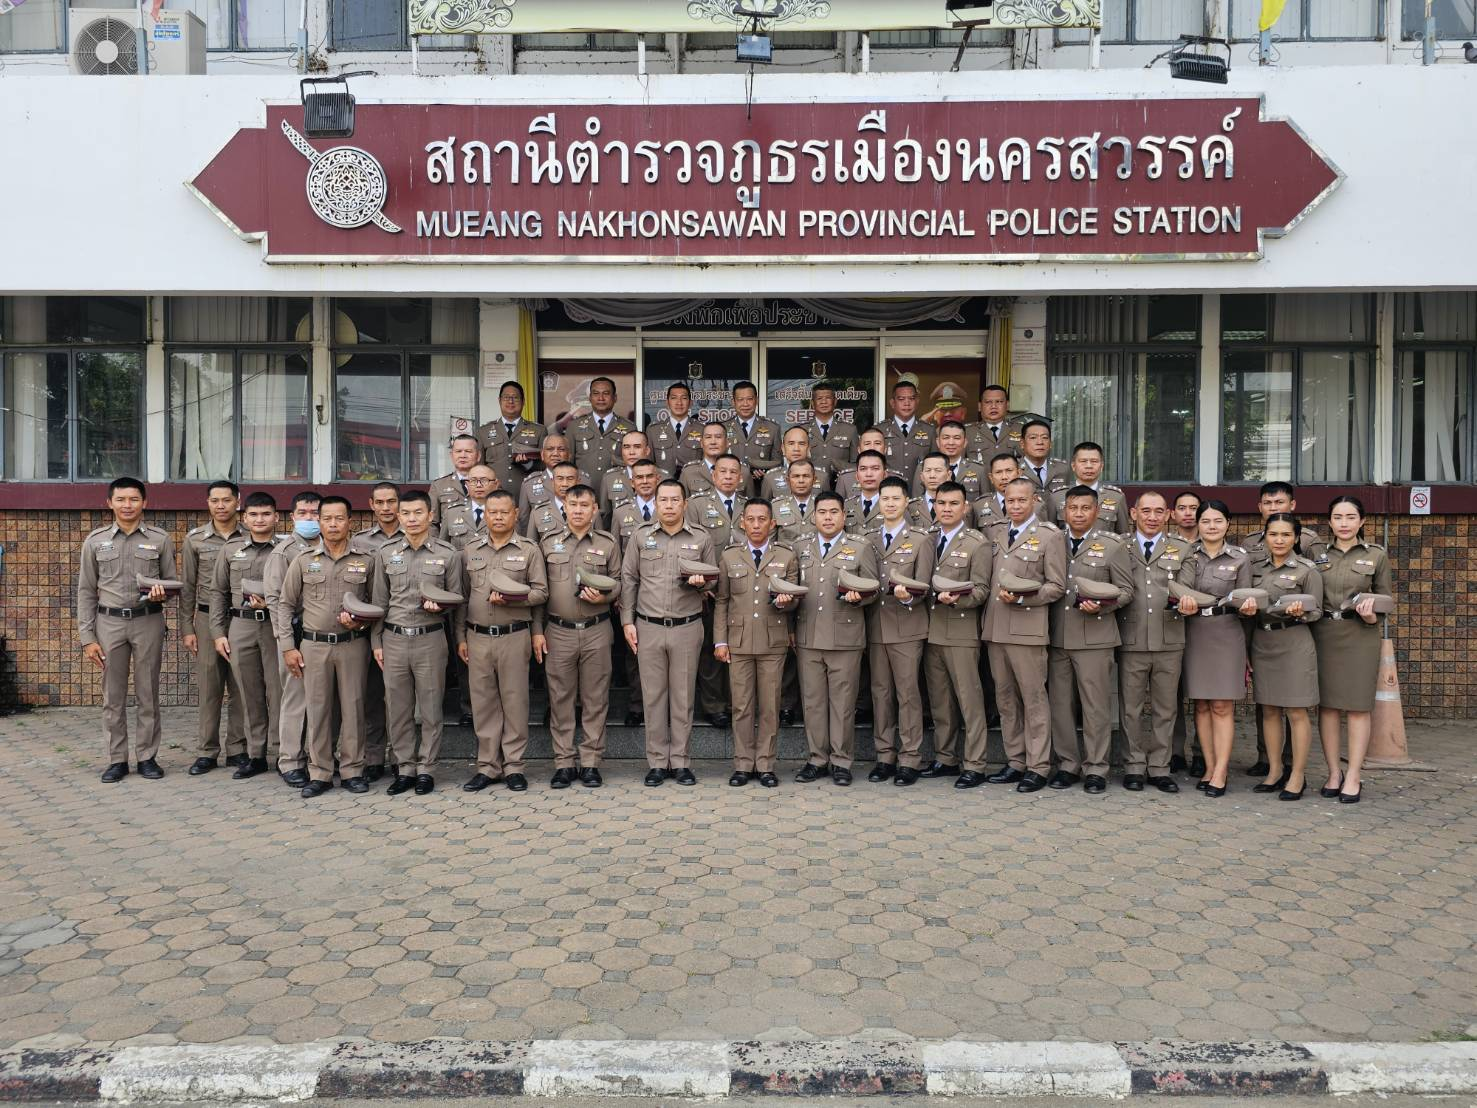 สถานีตำรวจภูธรเมืองนครสวรรค์
MUEANG NAKHONSAWAN PROVINCIAL POLICE STATION
SERVICE